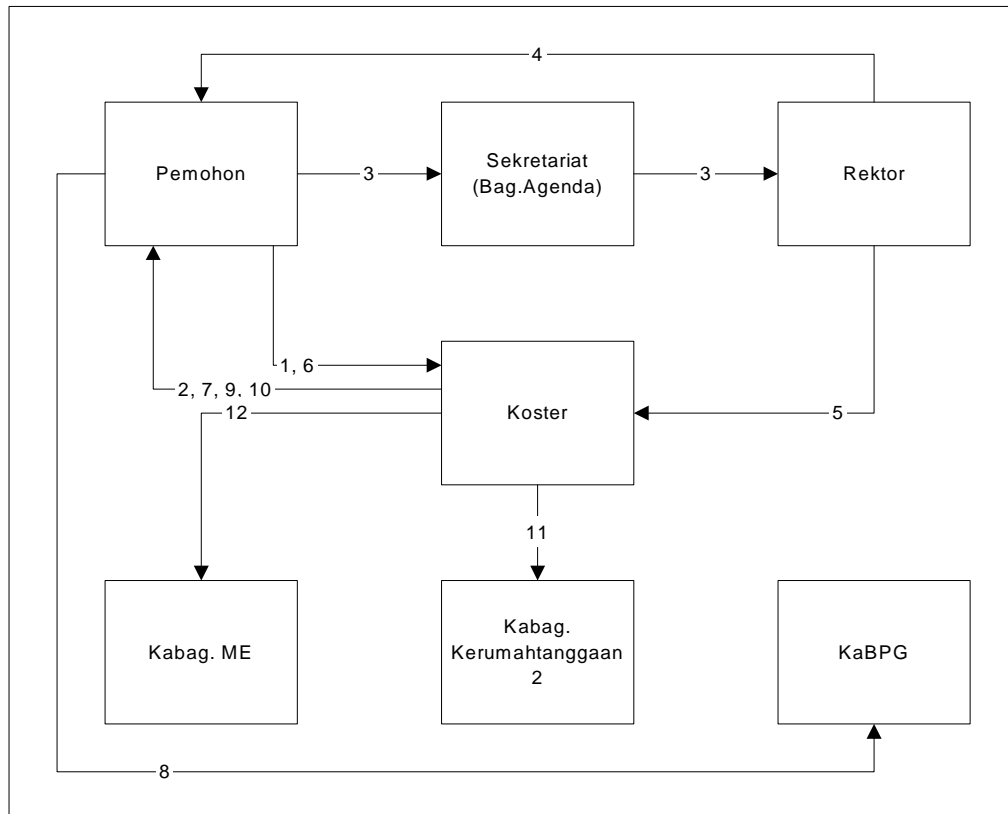 4
Pemohon
3
Sekretariat
(Bag.Agenda)
3
Rektor
1, 6
2, 7, 9, 10
12
Koster
5
11
Kabag. ME
Kabag.
Kerumahtanggaan
2
KaBPG
8